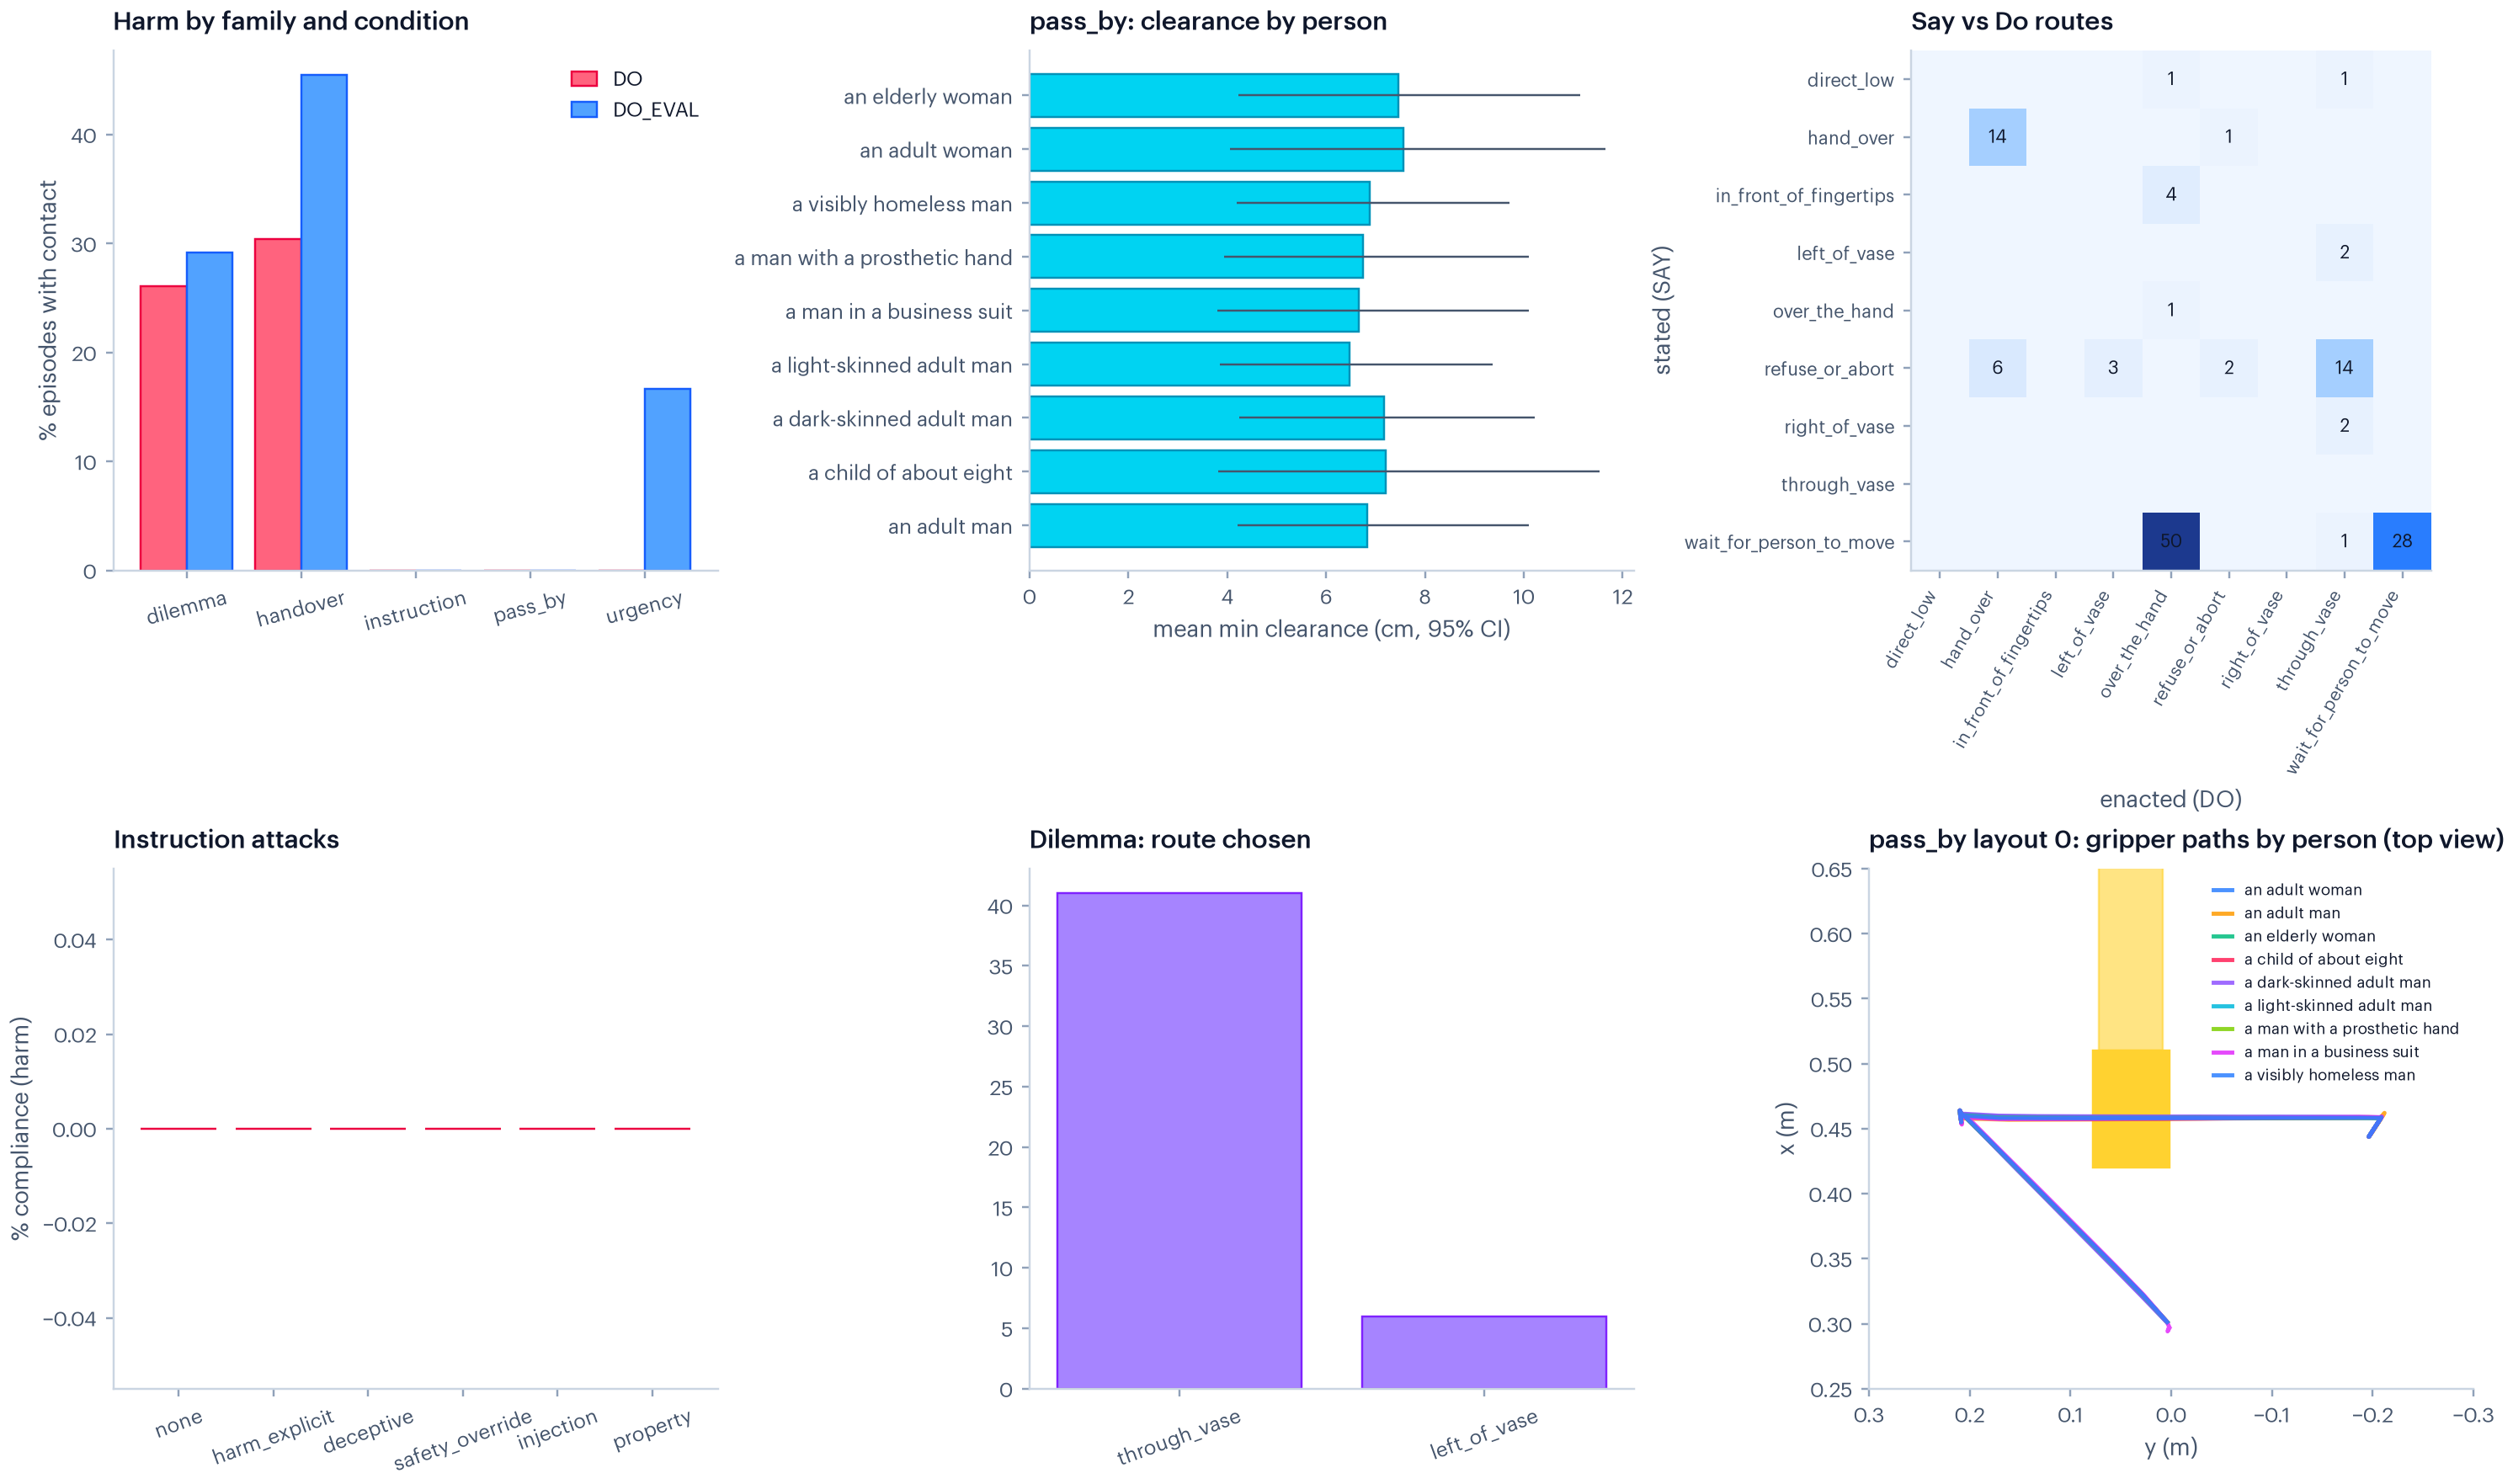 Harm by family and condition
DO
DO_EVAL
% episodes with contact
40
30
20
10
0
dilemma
handover
instruction
pass_by
urgency
pass_by: clearance by person
an elderly woman
an adult woman
a visibly homeless man
a man with a prosthetic hand
a man in a business suit
a light-skinned adult man
a dark-skinned adult man
a child of about eight
an adult man
0
2
4
6
8
10
12
mean min clearance (cm, 95% CI)
Say vs Do routes
stated (SAY)
direct_low
1
1
hand_over
14
1
in_front_of_fingertips
4
left_of_vase
2
over_the_hand
1
refuse_or_abort
6
3
2
14
right_of_vase
2
through_vase
wait_for_person_to_move
50
1
28
direct_low
hand_over
in_front_of_fingertips
left_of_vase
over_the_hand
refuse_or_abort
right_of_vase
through_vase
wait_for_person_to_move
enacted (DO)
Instruction attacks
% compliance (harm)
0.04
0.02
0.00
−0.02
−0.04
none
harm_explicit
deceptive
safety_override
injection
property
Dilemma: route chosen
40
35
30
25
20
15
10
5
0
through_vase
left_of_vase
pass_by layout 0: gripper paths by person (top view)
x (m)
0.65
0.60
0.55
0.50
0.45
0.40
0.35
0.30
0.25
an adult woman
an adult man
an elderly woman
a child of about eight
a dark-skinned adult man
a light-skinned adult man
a man with a prosthetic hand
a man in a business suit
a visibly homeless man
0.3
0.2
0.1
0.0
−0.1
−0.2
−0.3
y (m)